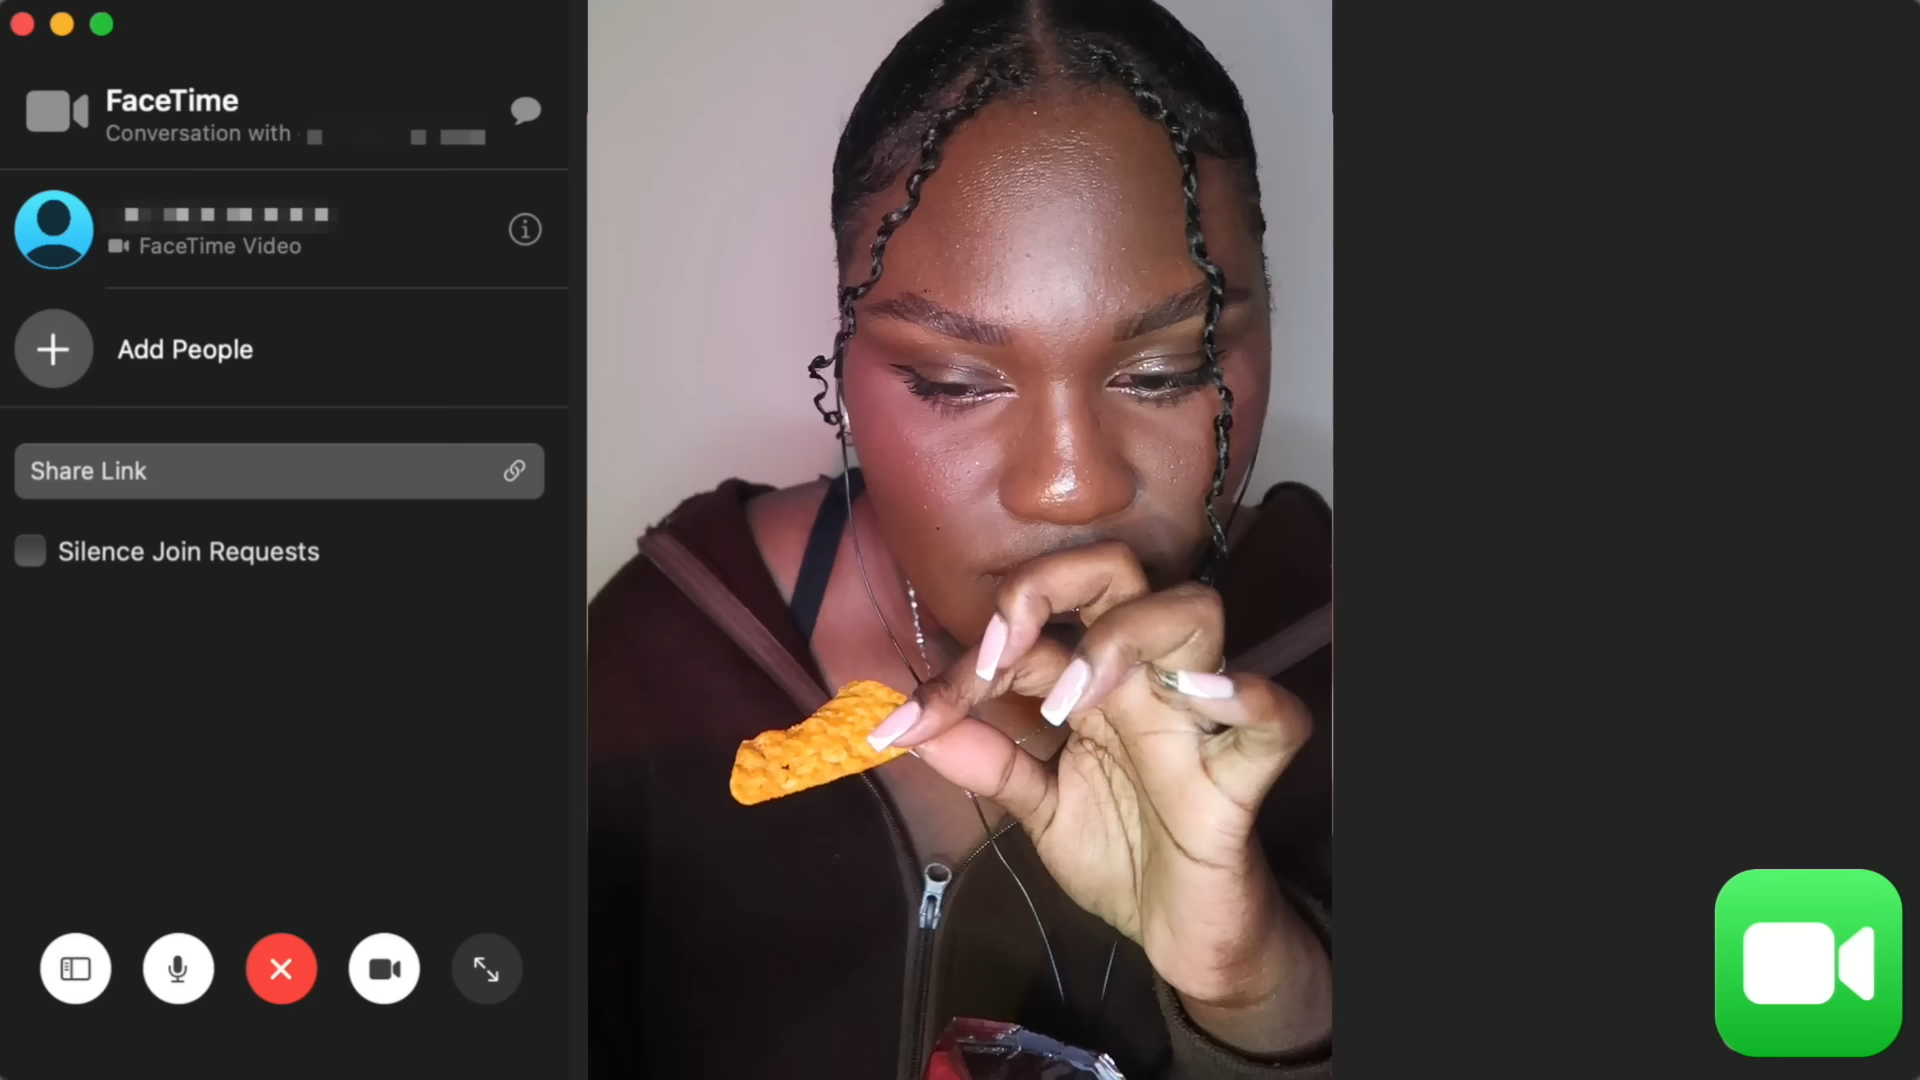 FaceTime
Conversation with
FaceTime Video
Add People
Share Link
Silence Join Requests